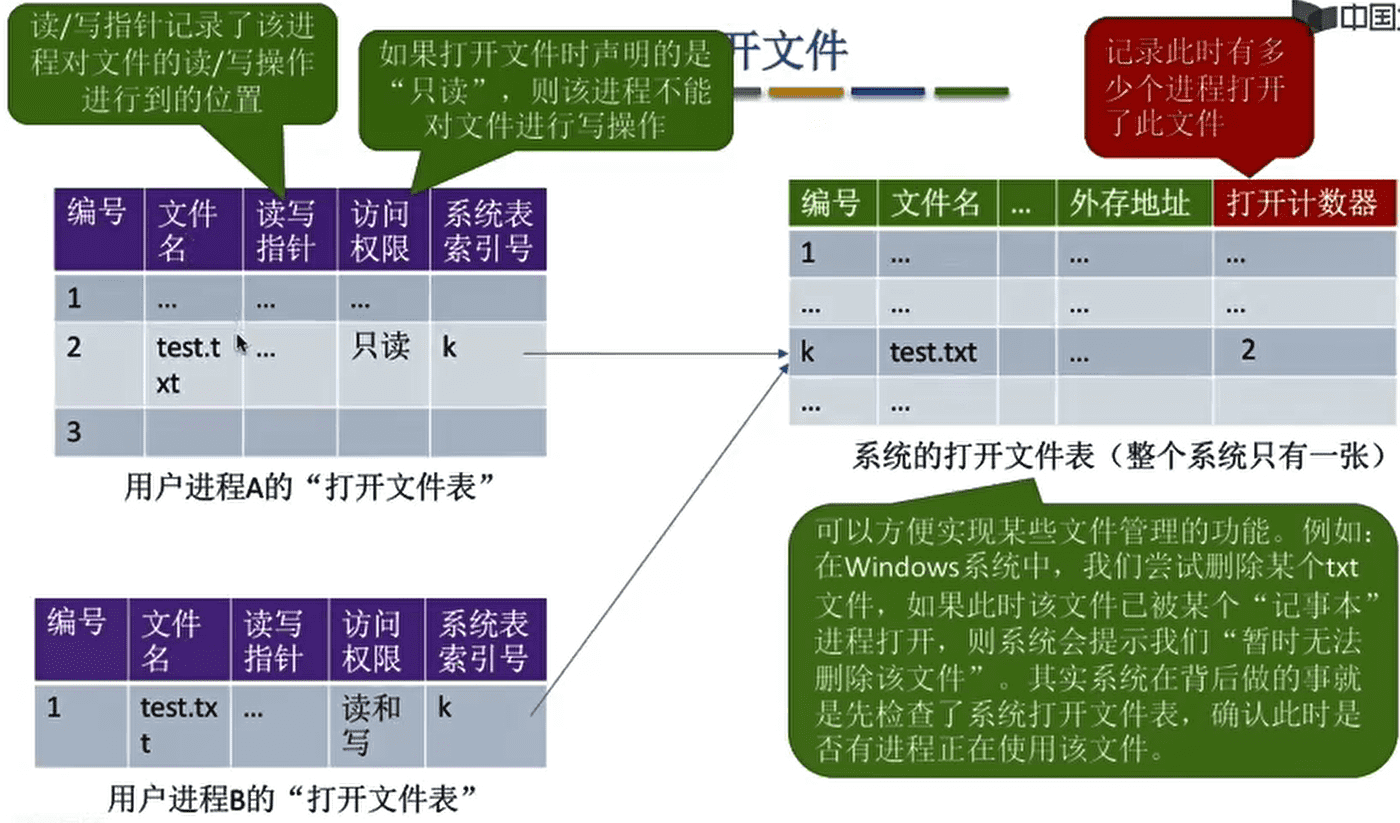 读/写指针记录了该进
程对文件的读/写操作
进行到的位置
如果打开文件时声明的是
“只读”，则该进程不能
对文件进行写操作
开文件
记录此时有多
少个进程打开
了此文件
中国
编号 文件名 读写指针 访问权限 系统表索引号
1 ... ... ...
2 test.txt ... 只读 k
3
用户进程A的“打开文件表”
编号 文件名 ... 外存地址 打开计数器
1 ... ... ...
... ... ... ...
k test.txt ... 2
... ...
系统的打开文件表（整个系统只有一张）
可以方便实现某些文件管理的功能。例如：
在Windows系统中，我们尝试删除某个txt
文件，如果此时该文件已被某个“记事本”
进程打开，则系统会提示我们“暂时无法
删除该文件”。其实系统在背后做的事就
是先检查了系统打开文件表，确认此时是
否有进程正在使用该文件。
编号 文件名 读写指针 访问权限 系统表索引号
1 test.txt ... 读和写 k
用户进程B的“打开文件表”